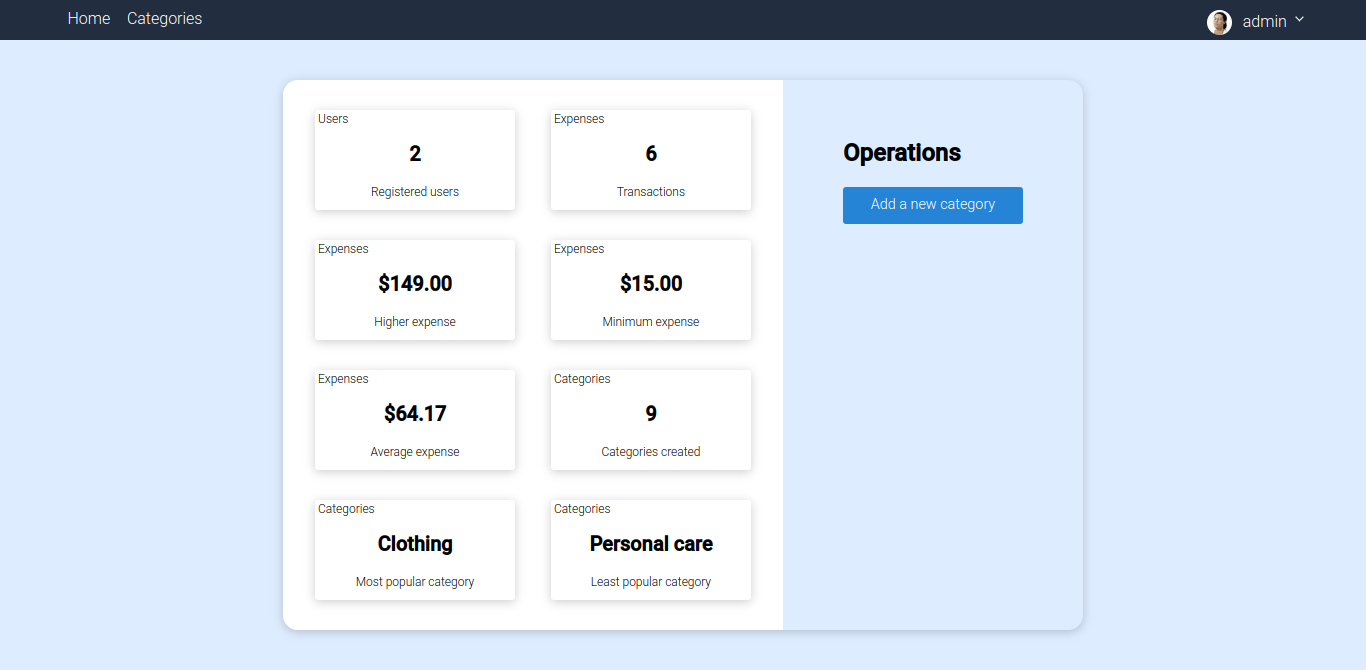 Home Categories admin
Users
2
Registered users
Expenses
6
Transactions
Expenses
$149.00
Higher expense
Expenses
$15.00
Minimum expense
Expenses
$64.17
Average expense
Categories
9
Categories created
Categories
Clothing
Most popular category
Categories
Personal care
Least popular category
Operations
Add a new category